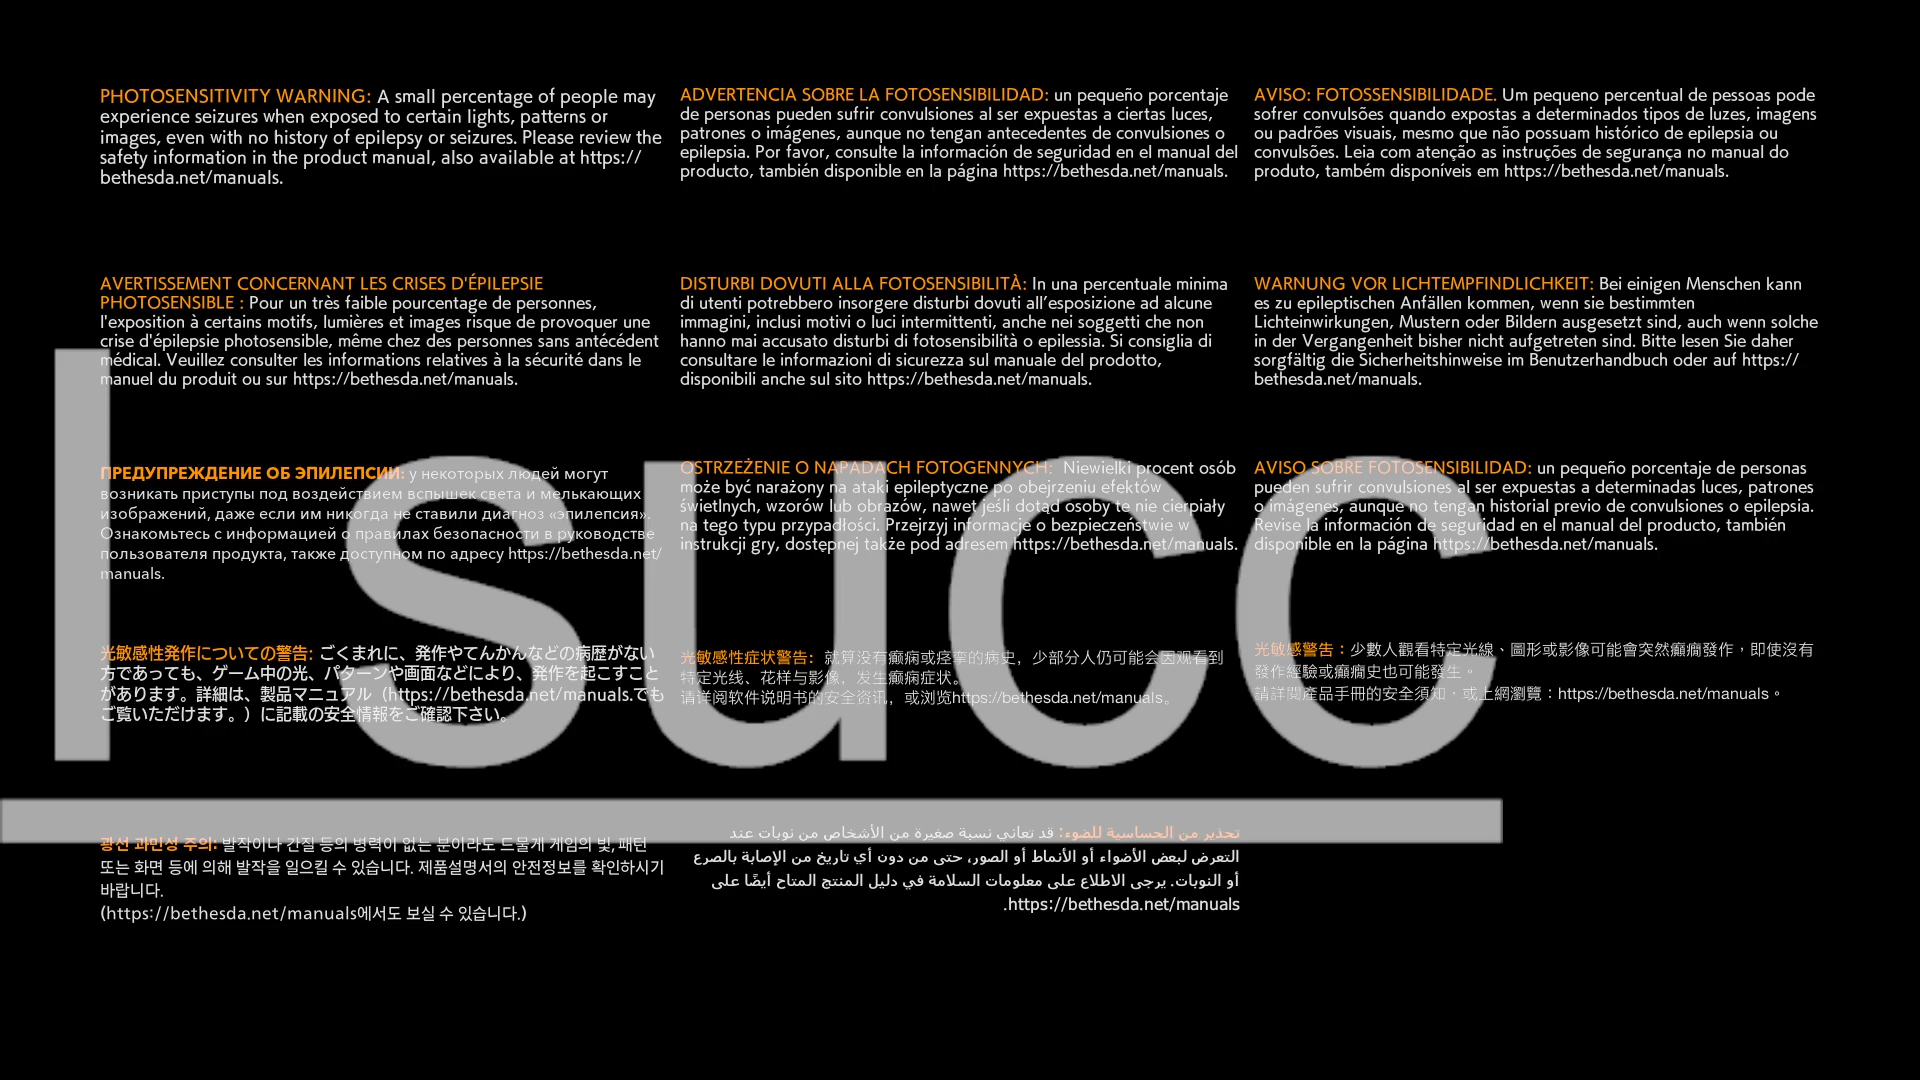 PHOTOSENSITIVITY WARNING: A small percentage of people may
experience seizures when exposed to certain lights, patterns or
images, even with no history of epilepsy or seizures. Please review the
safety information in the product manual, also available at https://
bethesda.net/manuals.
ADVERTENCIA SOBRE LA FOTOSENSIBILIDAD: un pequeño porcentaje
de personas pueden sufrir convulsiones al ser expuestas a ciertas luces,
patrones o imágenes, aunque no tengan antecedentes de convulsiones o
epilepsia. Por favor, consulte la información de seguridad en el manual del
producto, también disponible en la página https://bethesda.net/manuals.
AVISO: FOTOSSENSIBILIDADE. Um pequeno percentual de pessoas pode
sofrer convulsões quando expostas a determinados tipos de luzes, imagens
ou padrões visuais, mesmo que não possuam histórico de epilepsia ou
convulsões. Leia com atenção as instruções de segurança no manual do
produto, também disponíveis em https://bethesda.net/manuals.
AVERTISSEMENT CONCERNANT LES CRISES D'ÉPILEPSIE
PHOTOSENSIBLE : Pour un très faible pourcentage de personnes,
l'exposition à certains motifs, lumières et images risque de provoquer une
crise d'épilepsie photosensible, même chez des personnes sans antécédent
médical. Veuillez consulter les informations relatives à la sécurité dans le
manuel du produit ou sur https://bethesda.net/manuals.
DISTURBI DOVUTI ALLA FOTOSENSIBILITÀ: In una percentuale minima
di utenti potrebbero insorgere disturbi dovuti all’esposizione ad alcune
immagini, inclusi motivi o luci intermittenti, anche nei soggetti che non
hanno mai accusato disturbi di fotosensibilità o epilessia. Si consiglia di
consultare le informazioni di sicurezza sul manuale del prodotto,
disponibili anche sul sito https://bethesda.net/manuals.
WARNUNG VOR LICHTEMPFINDLICHKEIT: Bei einigen Menschen kann
es zu epileptischen Anfällen kommen, wenn sie bestimmten
Lichteinwirkungen, Mustern oder Bildern ausgesetzt sind, auch wenn solche
in der Vergangenheit bisher nicht aufgetreten sind. Bitte lesen Sie daher
sorgfältig die Sicherheitshinweise im Benutzerhandbuch oder auf https://
bethesda.net/manuals.
ПРЕДУПРЕЖДЕНИЕ ОБ ЭПИЛЕПСИИ: у некоторых людей могут
возникать приступы под воздействием вспышек света и мелькающих
изображений, даже если им никогда не ставили диагноз «эпилепсия».
Ознакомьтесь с информацией о правилах безопасности в руководстве
пользователя продукта, также доступном по адресу https://bethesda.net/
manuals.
OSTRZEŻENIE O NAPADACH FOTOGENNYCH: Niewielki procent osób
może być narażony na ataki epileptyczne po obejrzeniu efektów
świetlnych, wzorów lub obrazów, nawet jeśli dotąd osoby te nie cierpiały
na tego typu przypadłości. Przejrzyj informacje o bezpieczeństwie w
instrukcji gry, dostępnej także pod adresem https://bethesda.net/manuals.
AVISO SOBRE FOTOSENSIBILIDAD: un pequeño porcentaje de personas
pueden sufrir convulsiones al ser expuestas a determinadas luces, patrones
o imágenes, aunque no tengan historial previo de convulsiones o epilepsia.
Revise la información de seguridad en el manual del producto, también
disponible en la página https://bethesda.net/manuals.
I succ
光敏感性発作についての警告: ごくまれに、発作やてんかんなどの病歴がない
方であっても、ゲーム中の光、パターンや画面などにより、発作を起こすこと
があります。詳細は、製品マニュアル（https://bethesda.net/manuals.でも
ご覧いただけます。）に記載の安全情報をご確認下さい。
光敏感性症状警告：就算没有癫痫或痉挛的病史，少部分人仍可能会因观看到
特定光线、花样与影像，发生癫痫症状。
请详阅软件说明书的安全资讯，或浏览https://bethesda.net/manuals。
光敏感警告：少數人觀看特定光線、圖形或影像可能會突然癲癇發作，即使沒有
發作經驗或癲癇史也可能發生。
請詳閱產品手冊的安全須知，或上網瀏覽：https://bethesda.net/manuals。
광선 과민성 주의: 발작이나 간질 등의 병력이 없는 분이라도 드물게 게임의 빛, 패턴
또는 화면 등에 의해 발작을 일으킬 수 있습니다. 제품설명서의 안전정보를 확인하시기
바랍니다.
(https://bethesda.net/manuals에서도 보실 수 있습니다.)
تحذير من الحساسية للضوء: قد تعاني نسبة صغيرة من الأشخاص من نوبات عند
التعرض لبعض الأضواء أو الأنماط أو الصور، حتى من دون أي تاريخ من الإصابة بالصرع
أو النوبات. يرجى الاطلاع على معلومات السلامة في دليل المنتج المتاح أيضًا على
https://bethesda.net/manuals.